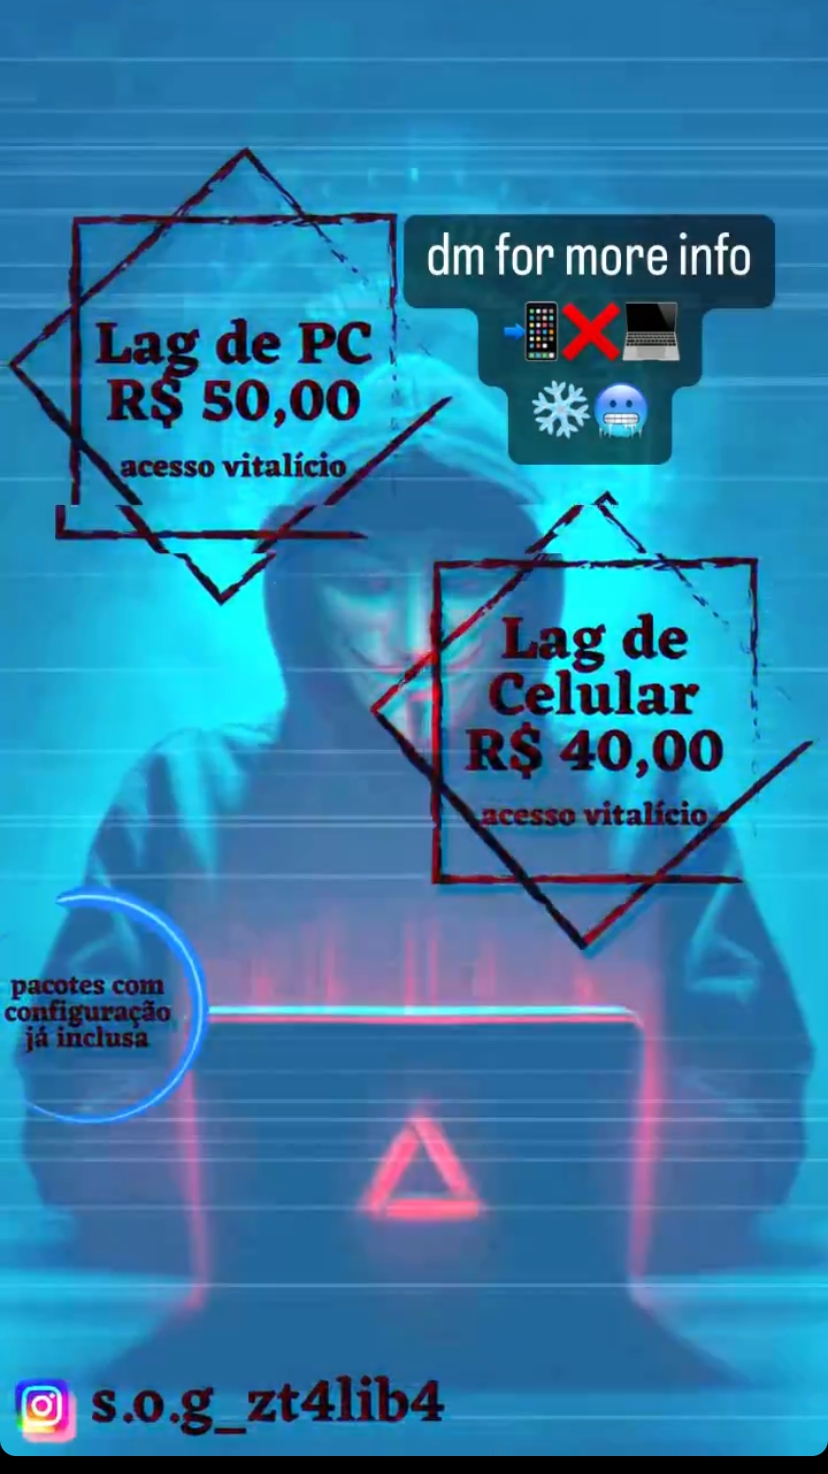 dm for more info
Lag de PC
R$ 50,00
acesso vitalício
Lag de
Celular
R$ 40,00
acesso vitalício
pacotes com
configuração
já inclusa
s.o.g_zt4lib4